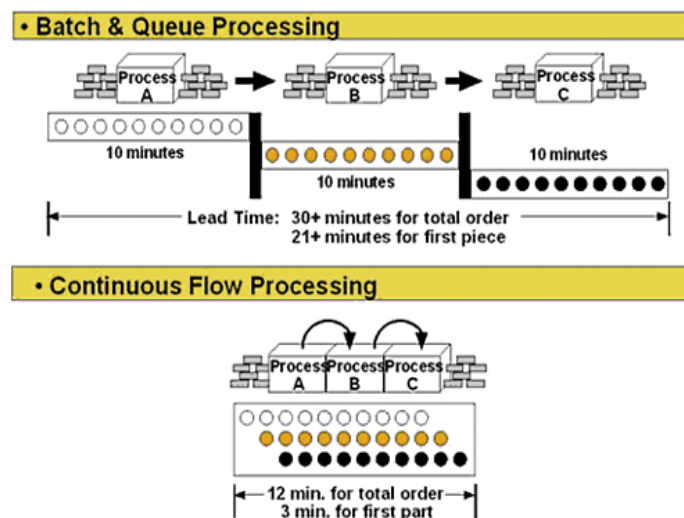 • Batch & Queue Processing
Process
A
Process
B
Process
C
10 minutes
10 minutes
10 minutes
Lead Time: 30+ minutes for total order
21+ minutes for first piece
• Continuous Flow Processing
Process
A
Process
B
Process
C
12 min. for total order
3 min. for first part